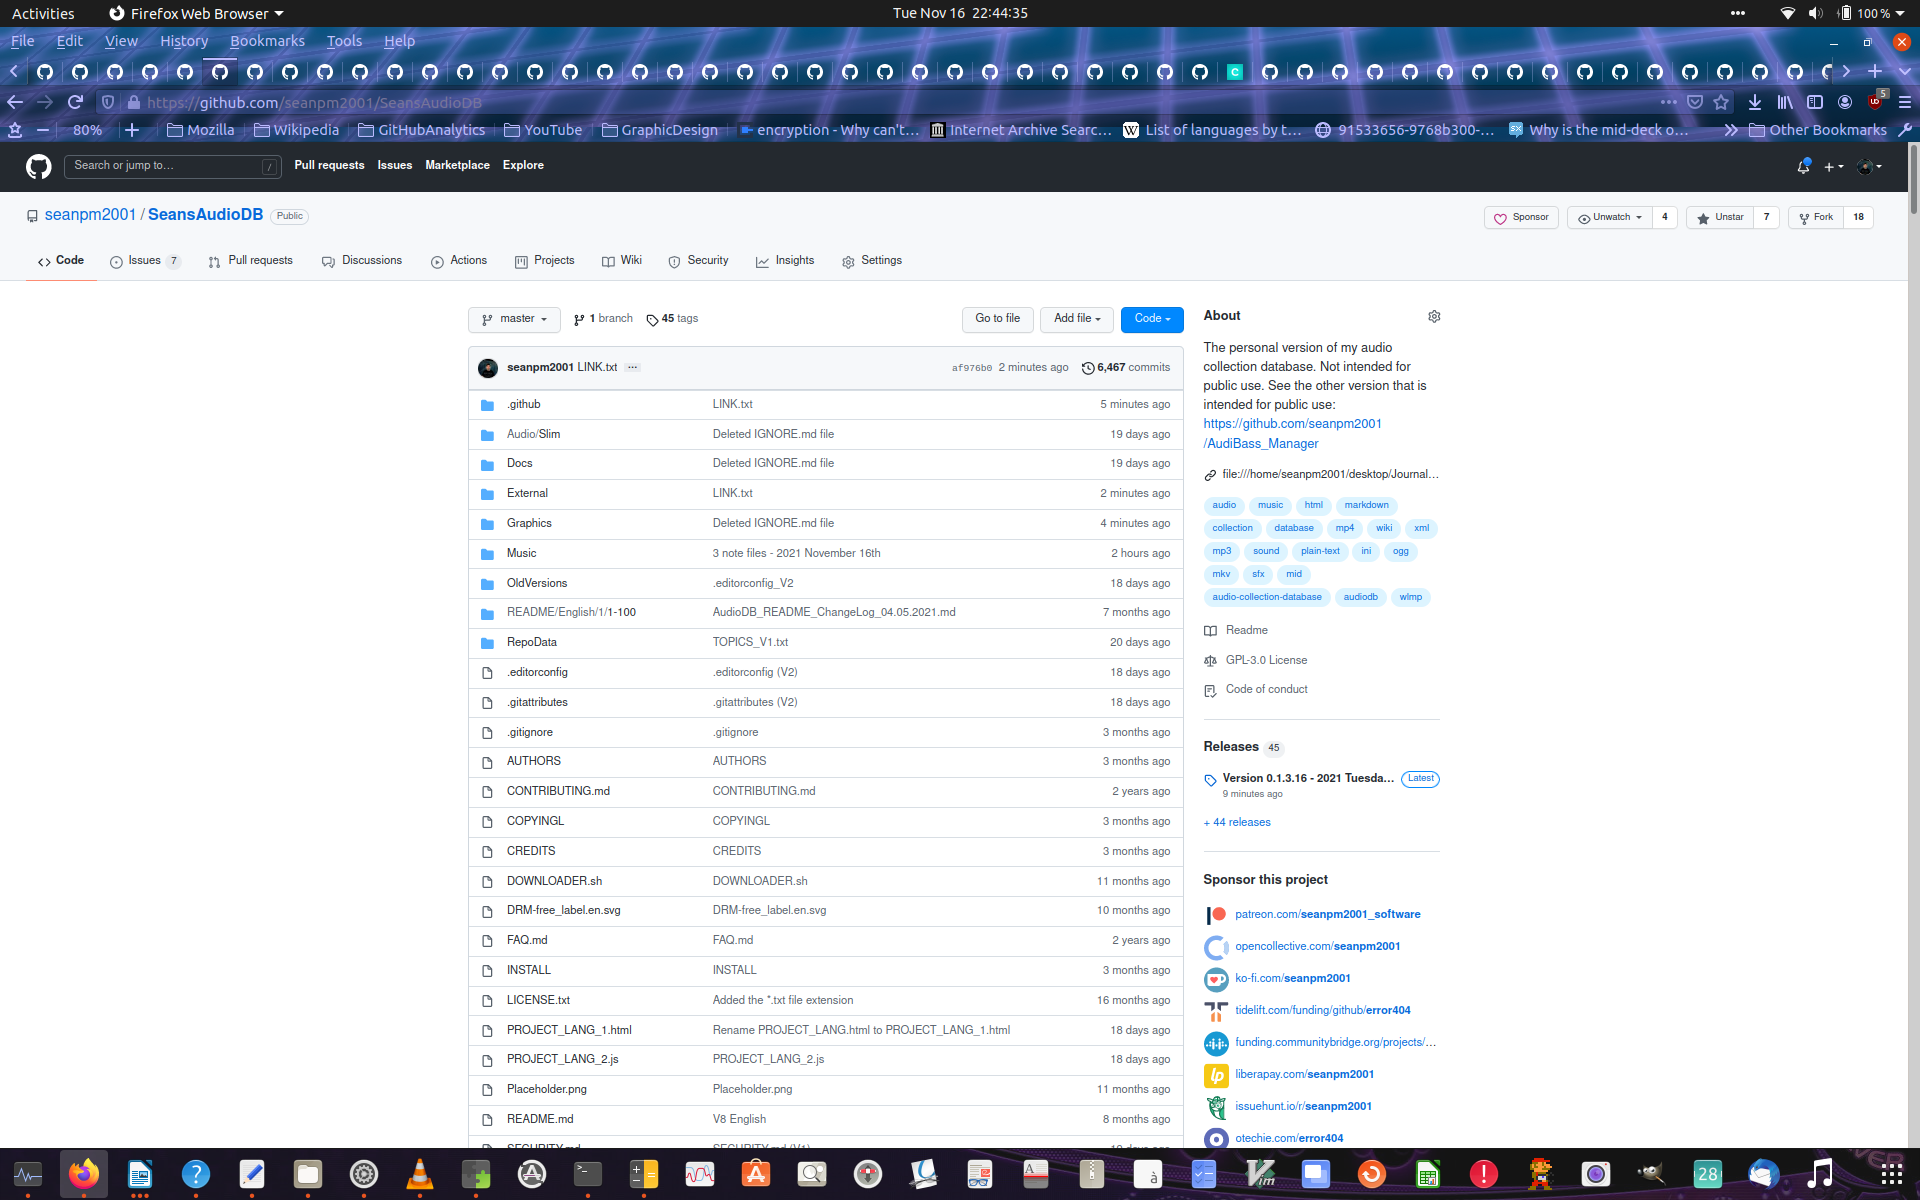 Activities
Firefox Web Browser
Tue Nov 16 22:44:35
100 %
File Edit View History Bookmarks Tools Help
https://github.com/seanpm2001/SeansAudioDB
5
80%
Mozilla
Wikipedia
GitHubAnalytics
YouTube
GraphicDesign
encryption - Why can't…
Internet Archive Searc…
List of languages by t…
91533656-9768b300-…
Why is the mid-deck o…
Other Bookmarks
Search or jump to…
/
Pull requests Issues Marketplace Explore
seanpm2001 / SeansAudioDB Public
Sponsor
Unwatch 4
Unstar 7
Fork 18
Code
Issues 7
Pull requests
Discussions
Actions
Projects
Wiki
Security
Insights
Settings
master
1 branch
45 tags
Go to file
Add file
Code
seanpm2001 LINK.txt ... af976b0 2 minutes ago 6,467 commits
.github LINK.txt 5 minutes ago
Audio/Slim Deleted IGNORE.md file 19 days ago
Docs Deleted IGNORE.md file 19 days ago
External LINK.txt 2 minutes ago
Graphics Deleted IGNORE.md file 4 minutes ago
Music 3 note files - 2021 November 16th 2 hours ago
OldVersions .editorconfig_V2 18 days ago
README/English/1/1-100 AudioDB_README_ChangeLog_04.05.2021.md 7 months ago
RepoData TOPICS_V1.txt 20 days ago
.editorconfig .editorconfig (V2) 18 days ago
.gitattributes .gitattributes (V2) 18 days ago
.gitignore .gitignore 3 months ago
AUTHORS AUTHORS 3 months ago
CONTRIBUTING.md CONTRIBUTING.md 2 years ago
COPYINGL COPYINGL 3 months ago
CREDITS CREDITS 3 months ago
DOWNLOADER.sh DOWNLOADER.sh 11 months ago
DRM-free_label.en.svg DRM-free_label.en.svg 10 months ago
FAQ.md FAQ.md 2 years ago
INSTALL INSTALL 3 months ago
LICENSE.txt Added the *.txt file extension 16 months ago
PROJECT_LANG_1.html Rename PROJECT_LANG.html to PROJECT_LANG_1.html 18 days ago
PROJECT_LANG_2.js PROJECT_LANG_2.js 18 days ago
Placeholder.png Placeholder.png 11 months ago
README.md V8 English 8 months ago
About
The personal version of my audio
collection database. Not intended for
public use. See the other version that is
intended for public use:
https://github.com/seanpm2001
/AudiBass_Manager
file:///home/seanpm2001/desktop/Journal…
audio music html markdown
collection database mp4 wiki xml
mp3 sound plain-text ini ogg
mkv sfx mid
audio-collection-database audiodb wlmp
Readme
GPL-3.0 License
Code of conduct
Releases 45
Version 0.1.3.16 - 2021 Tuesda… Latest
9 minutes ago
+ 44 releases
Sponsor this project
patreon.com/seanpm2001_software
opencollective.com/seanpm2001
ko-fi.com/seanpm2001
tidelift.com/funding/github/error404
funding.communitybridge.org/projects/…
liberapay.com/seanpm2001
issuehunt.io/r/seanpm2001
otechie.com/error404
28